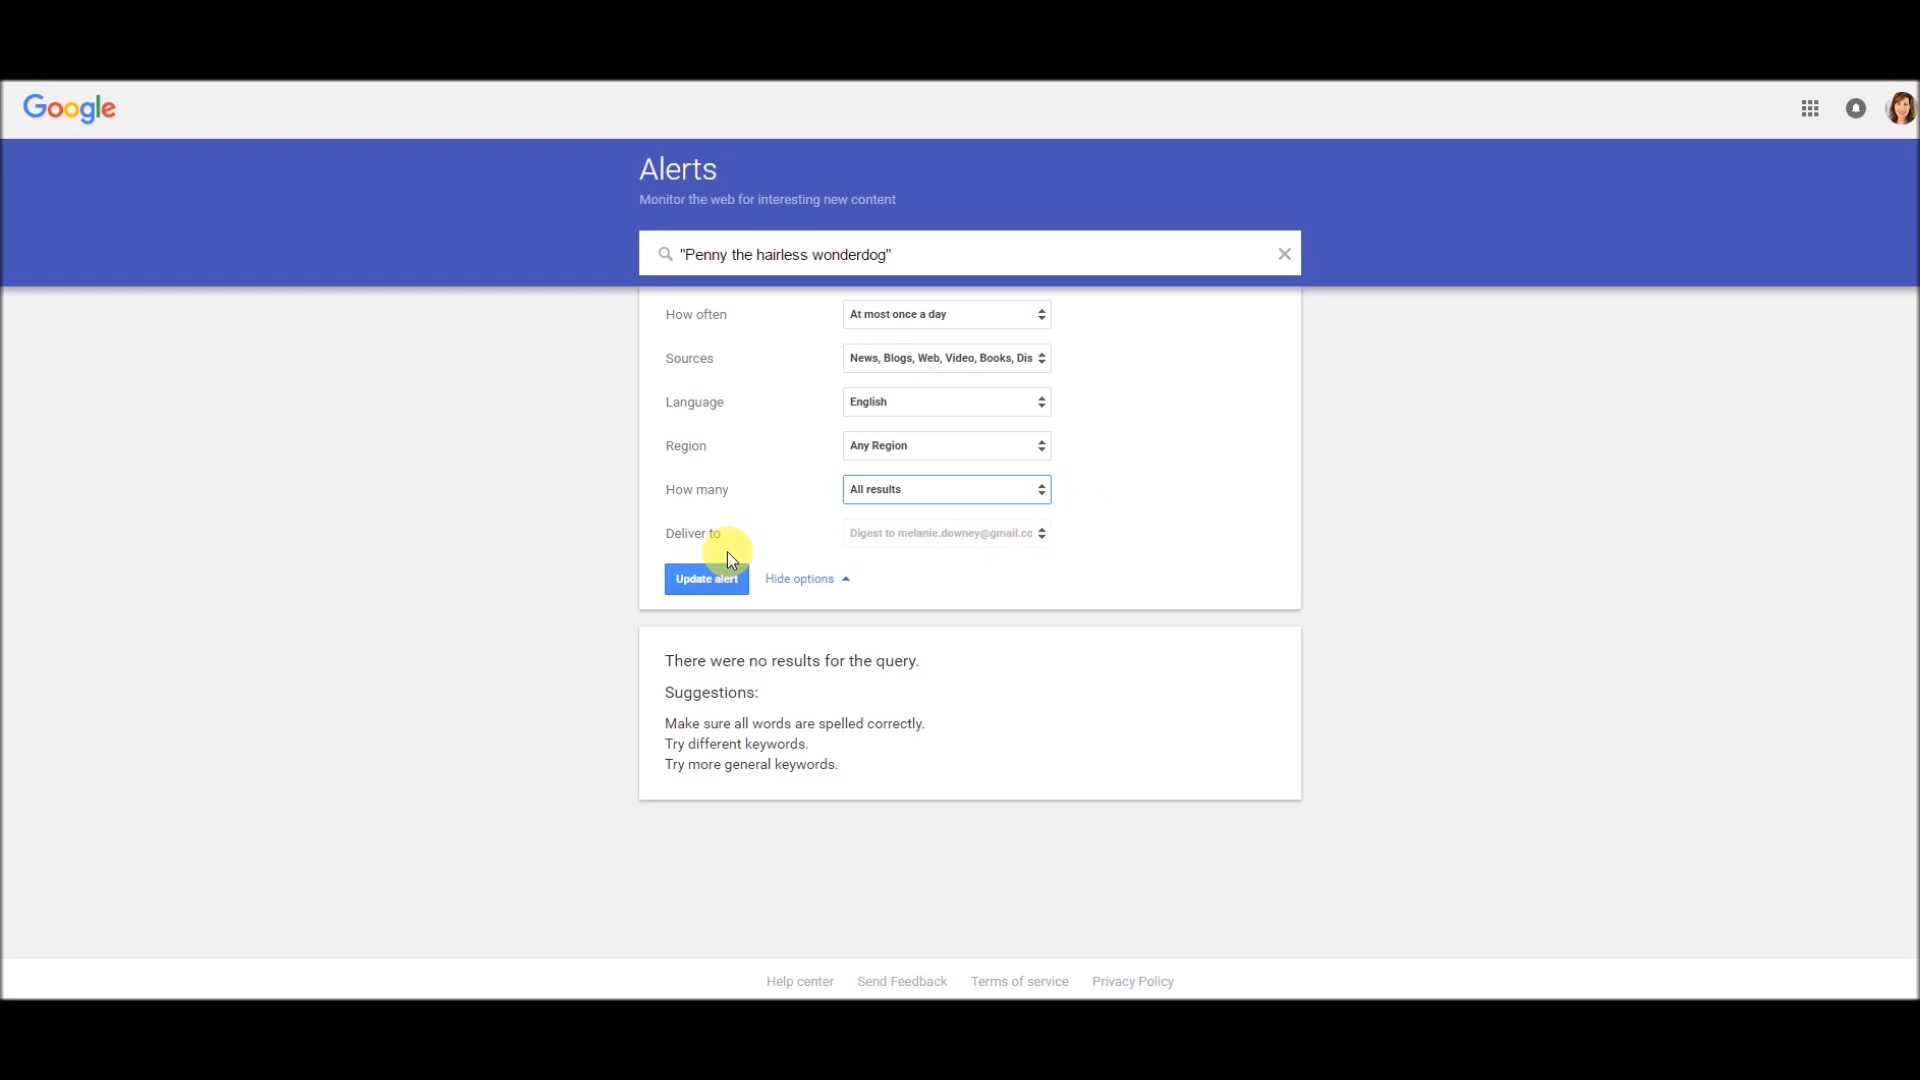 Google
Alerts
Monitor the web for interesting new content
"Penny the hairless wonderdog"
How often At most once a day
Sources News, Blogs, Web, Video, Books, Dis
Language English
Region Any Region
How many All results
Deliver to Digest to melanie.downey@gmail.co
Update alert Hide options
There were no results for the query.
Suggestions:
Make sure all words are spelled correctly.
Try different keywords.
Try more general keywords.
Help center Send Feedback Terms of service Privacy Policy